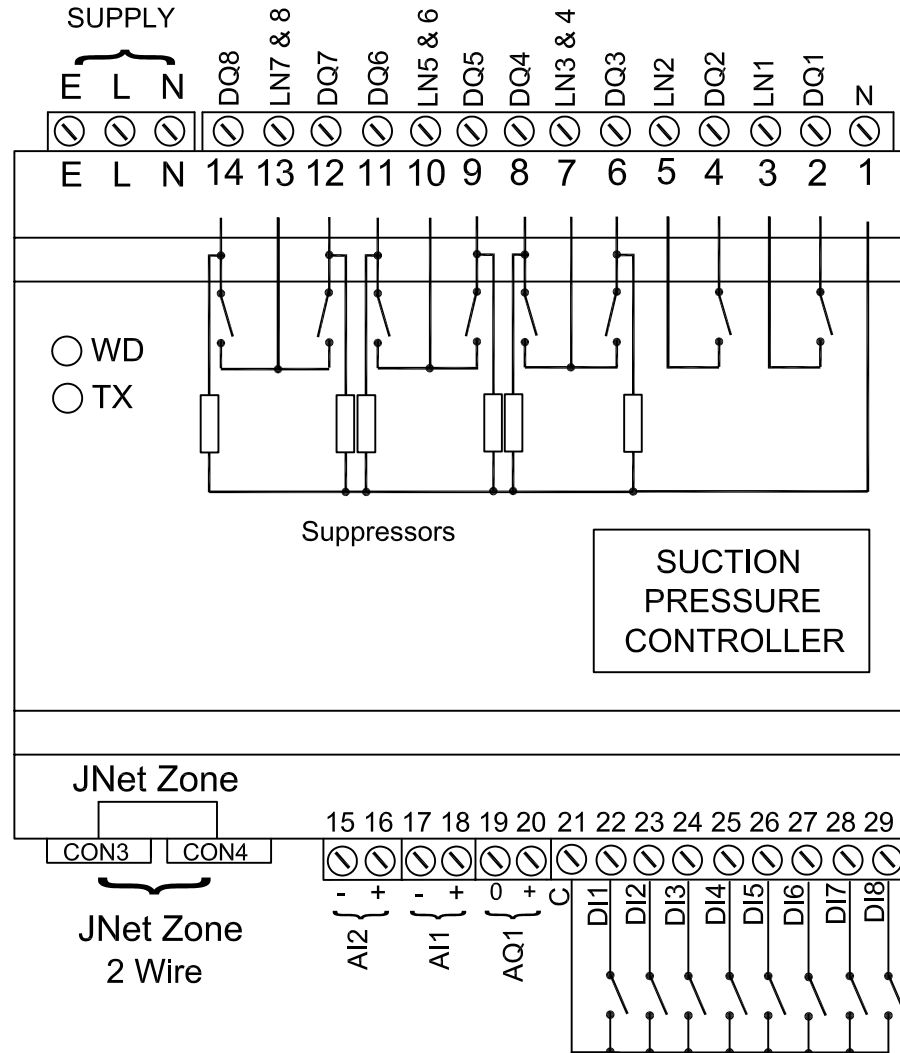 SUPPLY
E L N
DQ8 LN7 & 8 DQ7 DQ6 LN5 & 6 DQ5 DQ4 LN3 & 4 DQ3 LN2 DQ2 LN1 DQ1 N
E L N 14 13 12 11 10 9 8 7 6 5 4 3 2 1
WD
TX
Suppressors
SUCTION
PRESSURE
CONTROLLER
JNet Zone
CON3 CON4
15 16 17 18 19 20 21 22 23 24 25 26 27 28 29
- + - + 0 + C DI1 DI2 DI3 DI4 DI5 DI6 DI7 DI8
AI2 AI1 AQ1
JNet Zone
2 Wire